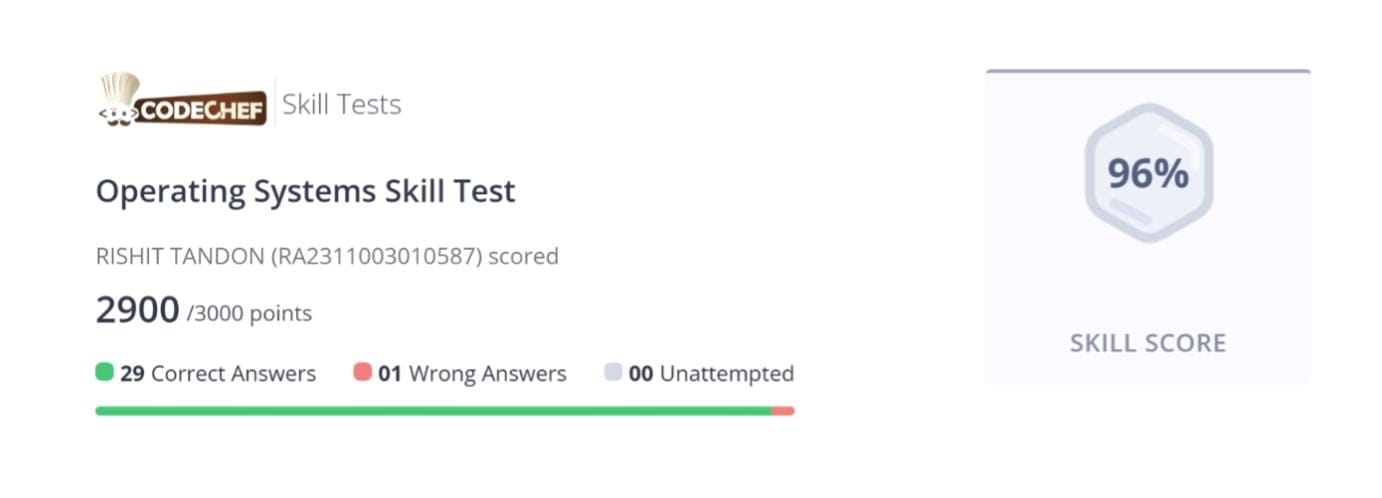 CODECHEF Skill Tests
Operating Systems Skill Test
RISHIT TANDON (RA2311003010587) scored
2900 /3000 points
29 Correct Answers 01 Wrong Answers 00 Unattempted
96%
SKILL SCORE